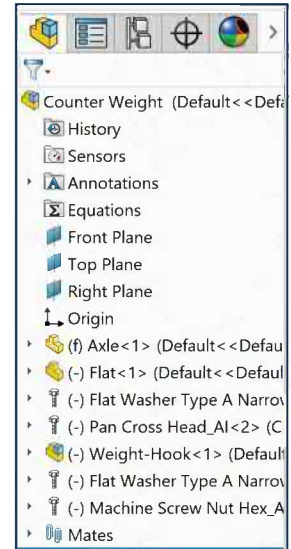 Counter Weight (Default<<Defa
History
Sensors
Annotations
Equations
Front Plane
Top Plane
Right Plane
Origin
(f) Axle<1> (Default<<Defau
(-) Flat<1> (Default<<Defaul
(-) Flat Washer Type A Narrov
(-) Pan Cross Head_AI<2> (C
(-) Weight-Hook<1> (Default
(-) Flat Washer Type A Narrov
(-) Machine Screw Nut Hex_A
Mates